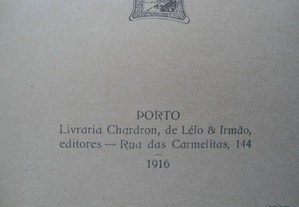 PORTO
Livraria Chardron, de Lélo & Irmão,
editores — Rua das Carmelitas, 144
1916